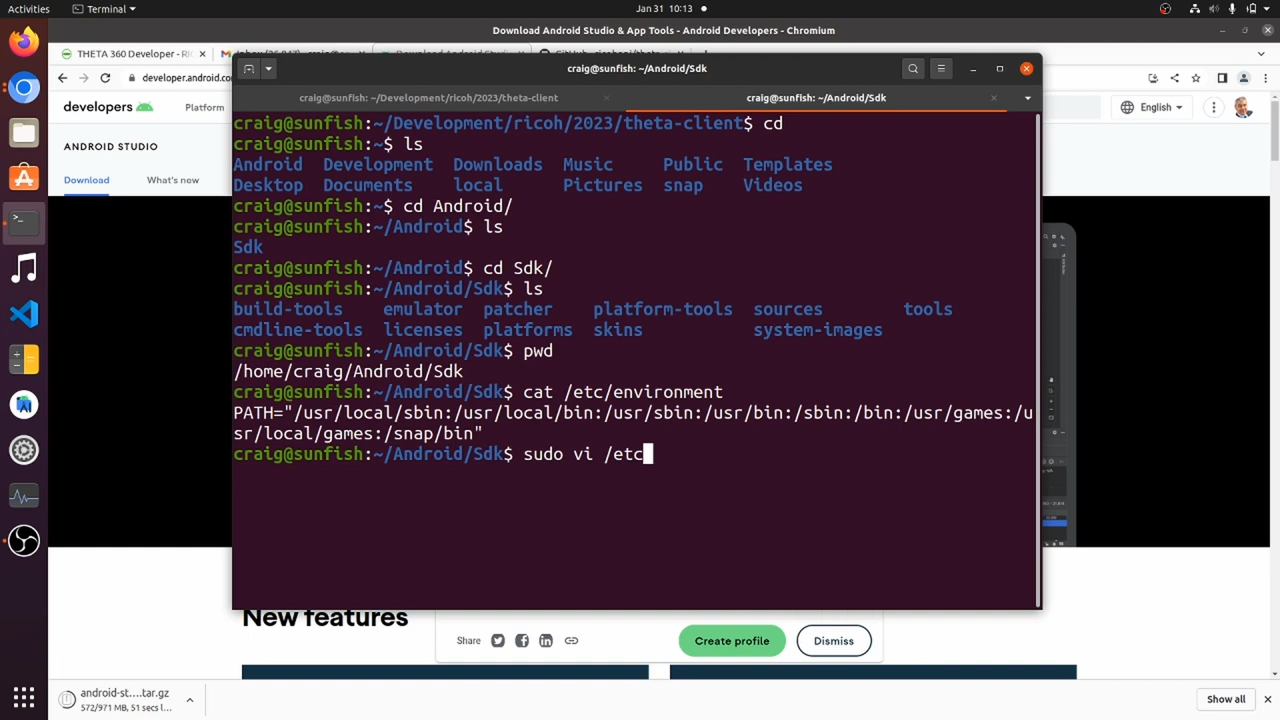 Activities
Terminal
Jan 31 10:13
Download Android Studio & App Tools - Android Developers - Chromium
THETA 360 Developer - RI
craig@sunfish: ~/Android/Sdk
developer.android.co
developers
Platform
English
craig@sunfish: ~/Development/ricoh/2023/theta-client
craig@sunfish: ~/Android/Sdk
ANDROID STUDIO
Download
What's new
craig@sunfish:~/Development/ricoh/2023/theta-client$ cd
craig@sunfish:~$ ls
Android Development Downloads Music Public Templates
Desktop Documents local Pictures snap Videos
craig@sunfish:~$ cd Android/
craig@sunfish:~/Android$ ls
Sdk
craig@sunfish:~/Android$ cd Sdk/
craig@sunfish:~/Android/Sdk$ ls
build-tools emulator patcher platform-tools sources tools
cmdline-tools licenses platforms skins system-images
craig@sunfish:~/Android/Sdk$ pwd
/home/craig/Android/Sdk
craig@sunfish:~/Android/Sdk$ cat /etc/environment
PATH="/usr/local/sbin:/usr/local/bin:/usr/sbin:/usr/bin:/sbin:/bin:/usr/games:/u
sr/local/games:/snap/bin"
craig@sunfish:~/Android/Sdk$ sudo vi /etc
New features
Share
Create profile
Dismiss
android-st....tar.gz
572/971 MB, 51 secs l...
Show all